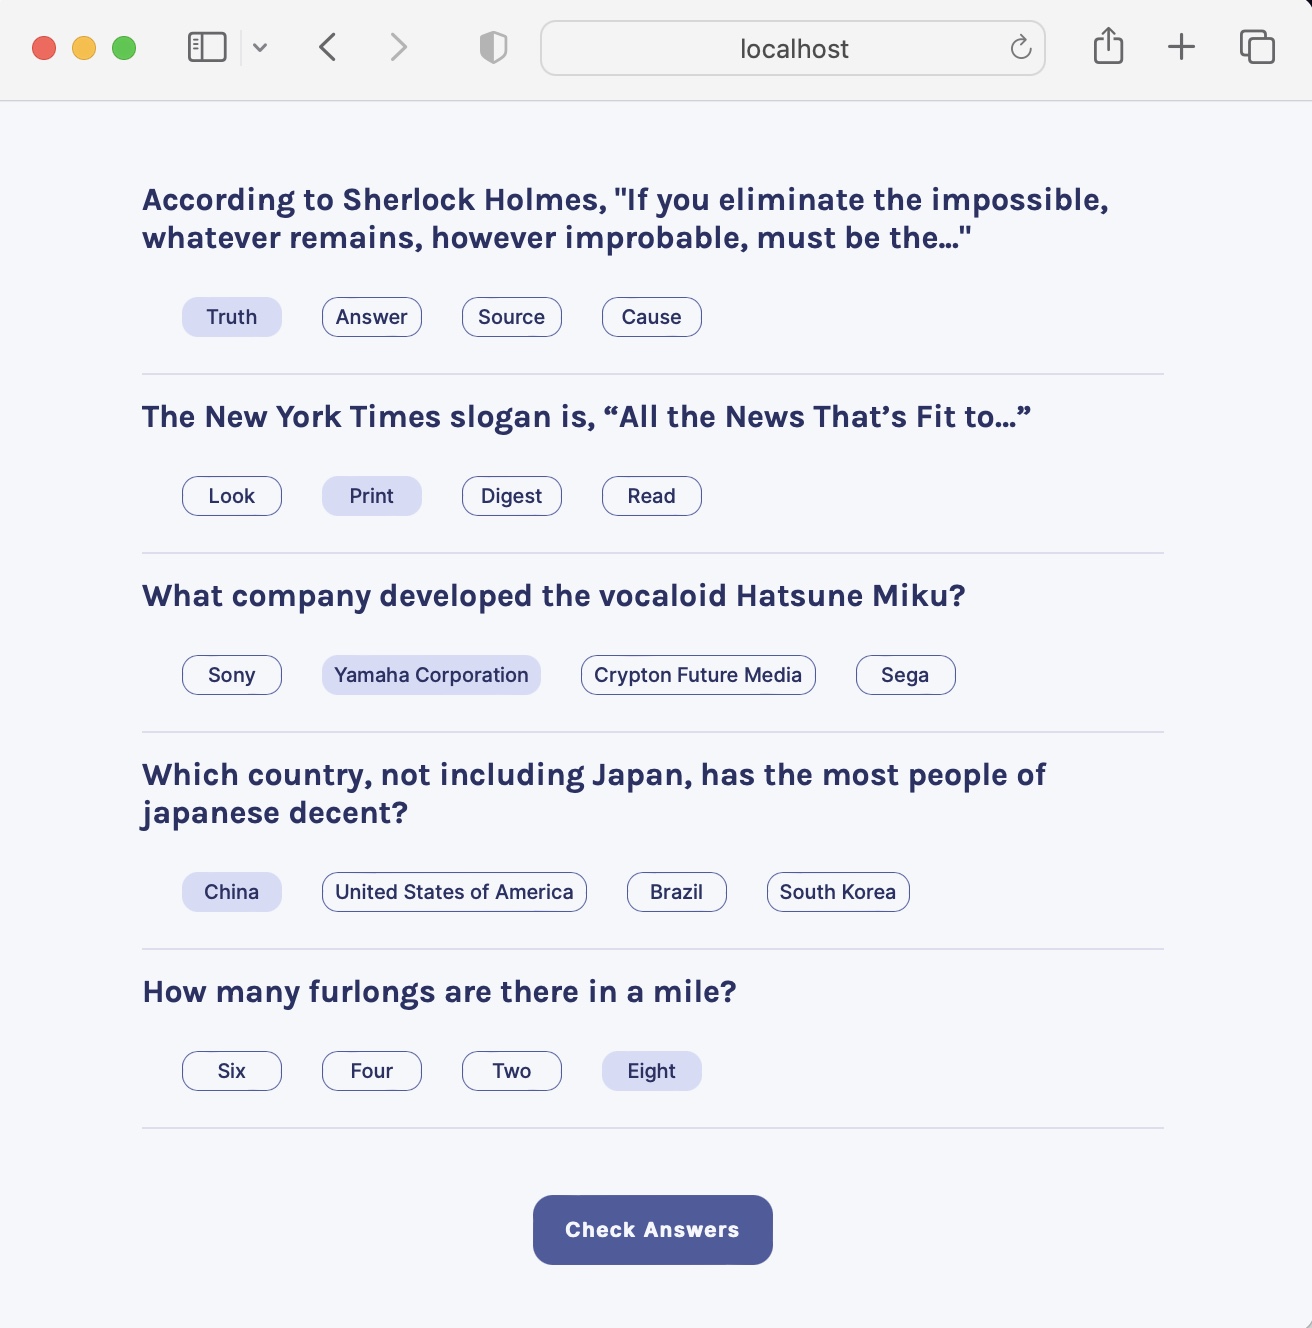 localhost
According to Sherlock Holmes, "If you eliminate the impossible,
whatever remains, however improbable, must be the..."
Truth Answer Source Cause
The New York Times slogan is, “All the News That’s Fit to...”
Look Print Digest Read
What company developed the vocaloid Hatsune Miku?
Sony Yamaha Corporation Crypton Future Media Sega
Which country, not including Japan, has the most people of
japanese decent?
China United States of America Brazil South Korea
How many furlongs are there in a mile?
Six Four Two Eight
Check Answers